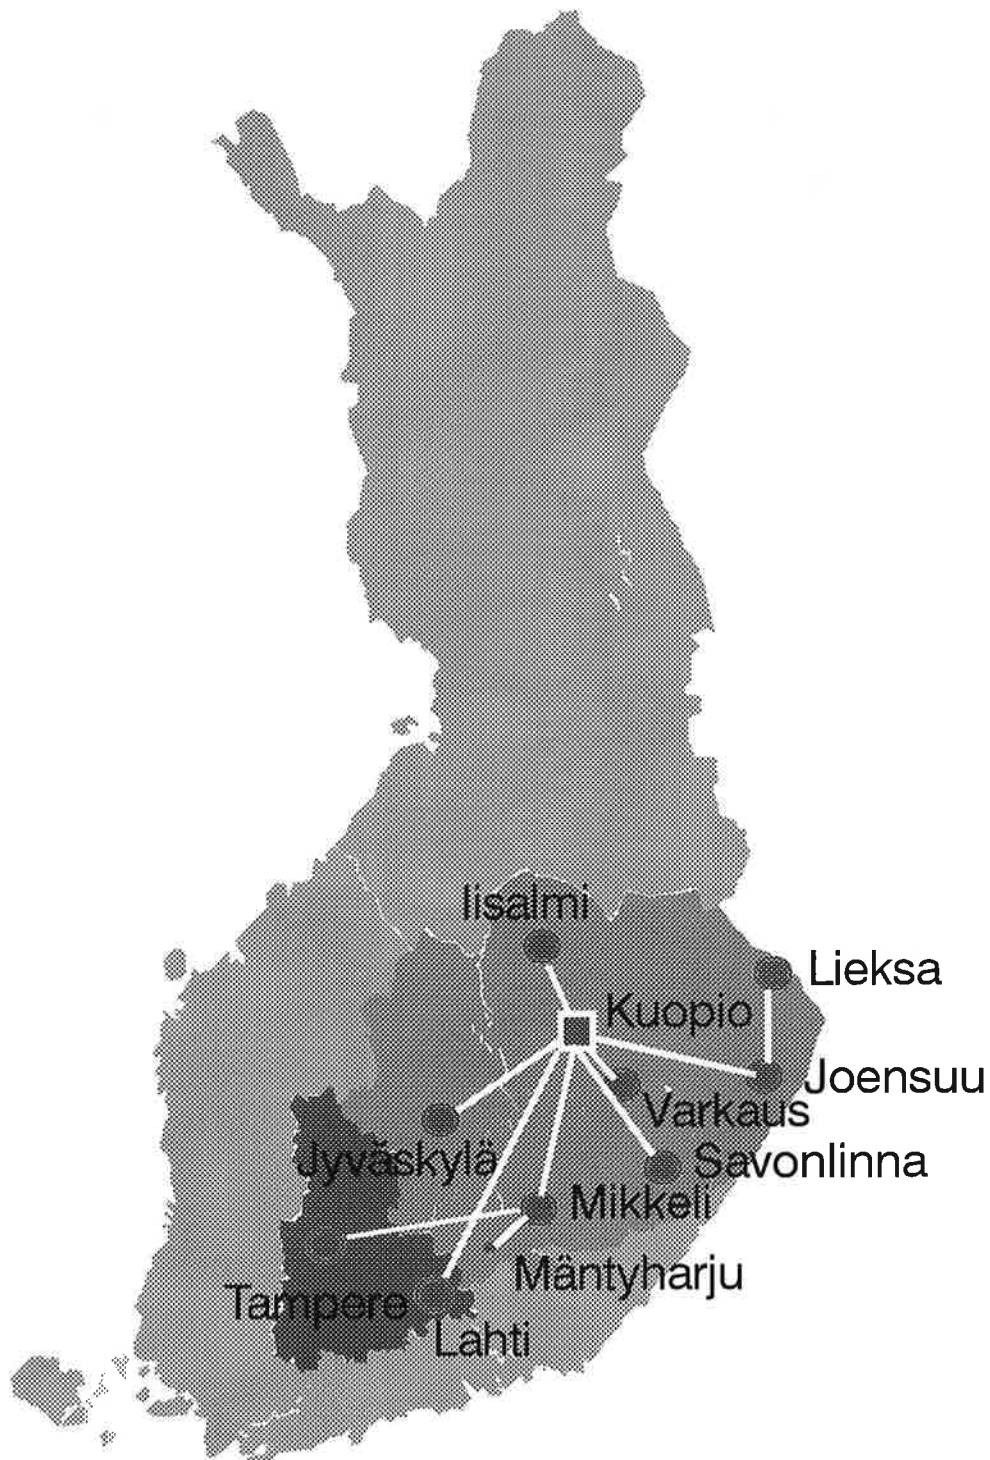 Iisalmi
Lieksa
Kuopio
Joensuu
Varkaus
Jyväskylä
Savonlinna
Mikkeli
Mäntyharju
Tampere
Lahti